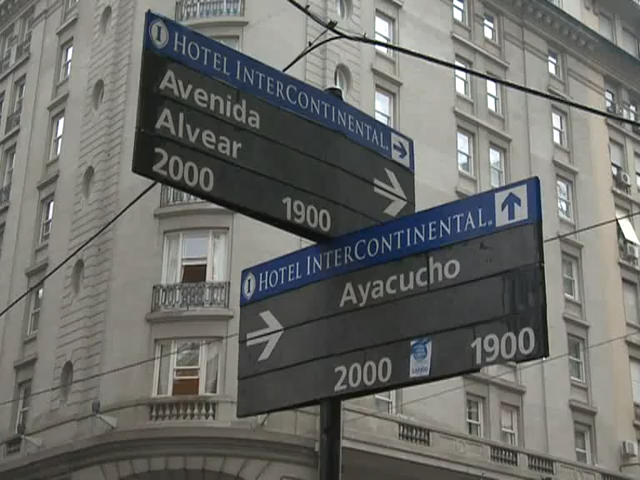 HOTEL INTERCONTINENTAL.
Avenida
Alvear
2000 1900
HOTEL INTERCONTINENTAL.
Ayacucho
2000 1900